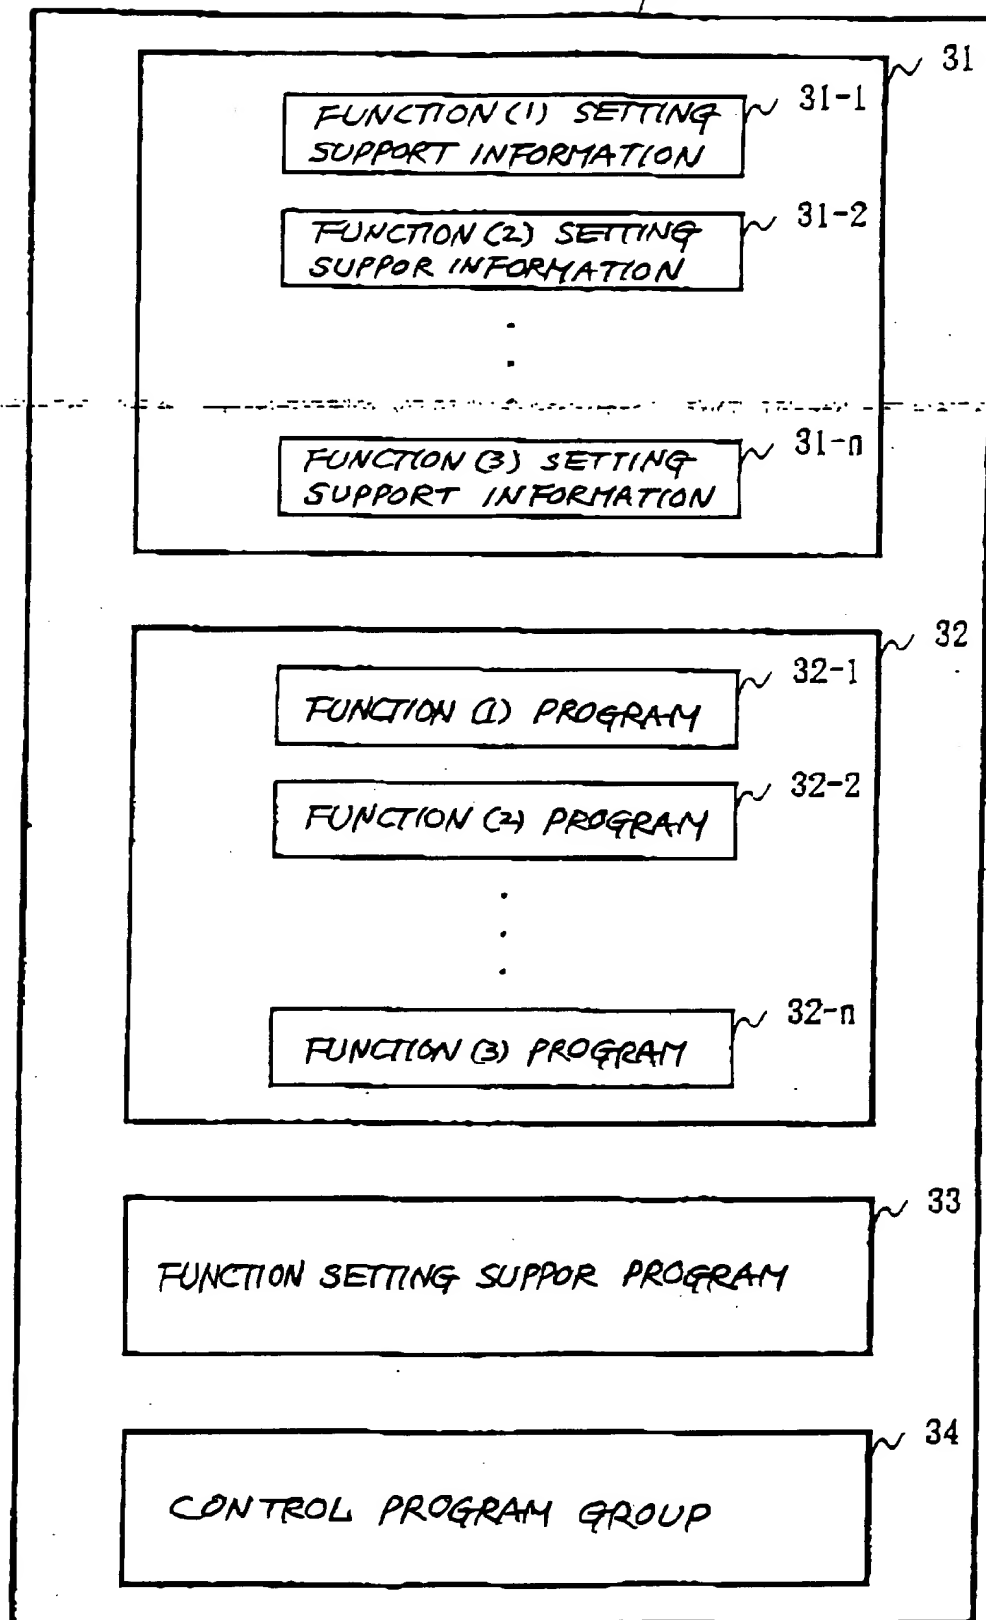 31
31-1
FUNCTION (1) SETTING
SUPPORT INFORMATION
31-2
FUNCTION (2) SETTING
SUPPOR INFORMATION
31-n
FUNCTION (3) SETTING
SUPPORT INFORMATION
32
32-1
FUNCTION (1) PROGRAM
32-2
FUNCTION (2) PROGRAM
32-n
FUNCTION (3) PROGRAM
33
FUNCTION SETTING SUPPOR PROGRAM
34
CONTROL PROGRAM GROUP